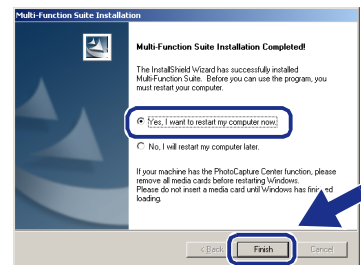 Multi-Function Suite Installation
Multi-Function Suite Installation Completed!
The InstallShield Wizard has successfully installed
Multi-Function Suite. Before you can use the program, you
must restart your computer.
Yes, I want to restart my computer now.
No, I will restart my computer later.
If your machine has the PhotoCapture Center function, please
remove all media cards before restarting Windows.
Please do not insert a media card until Windows has finished
loading.
< Back Finish Cancel